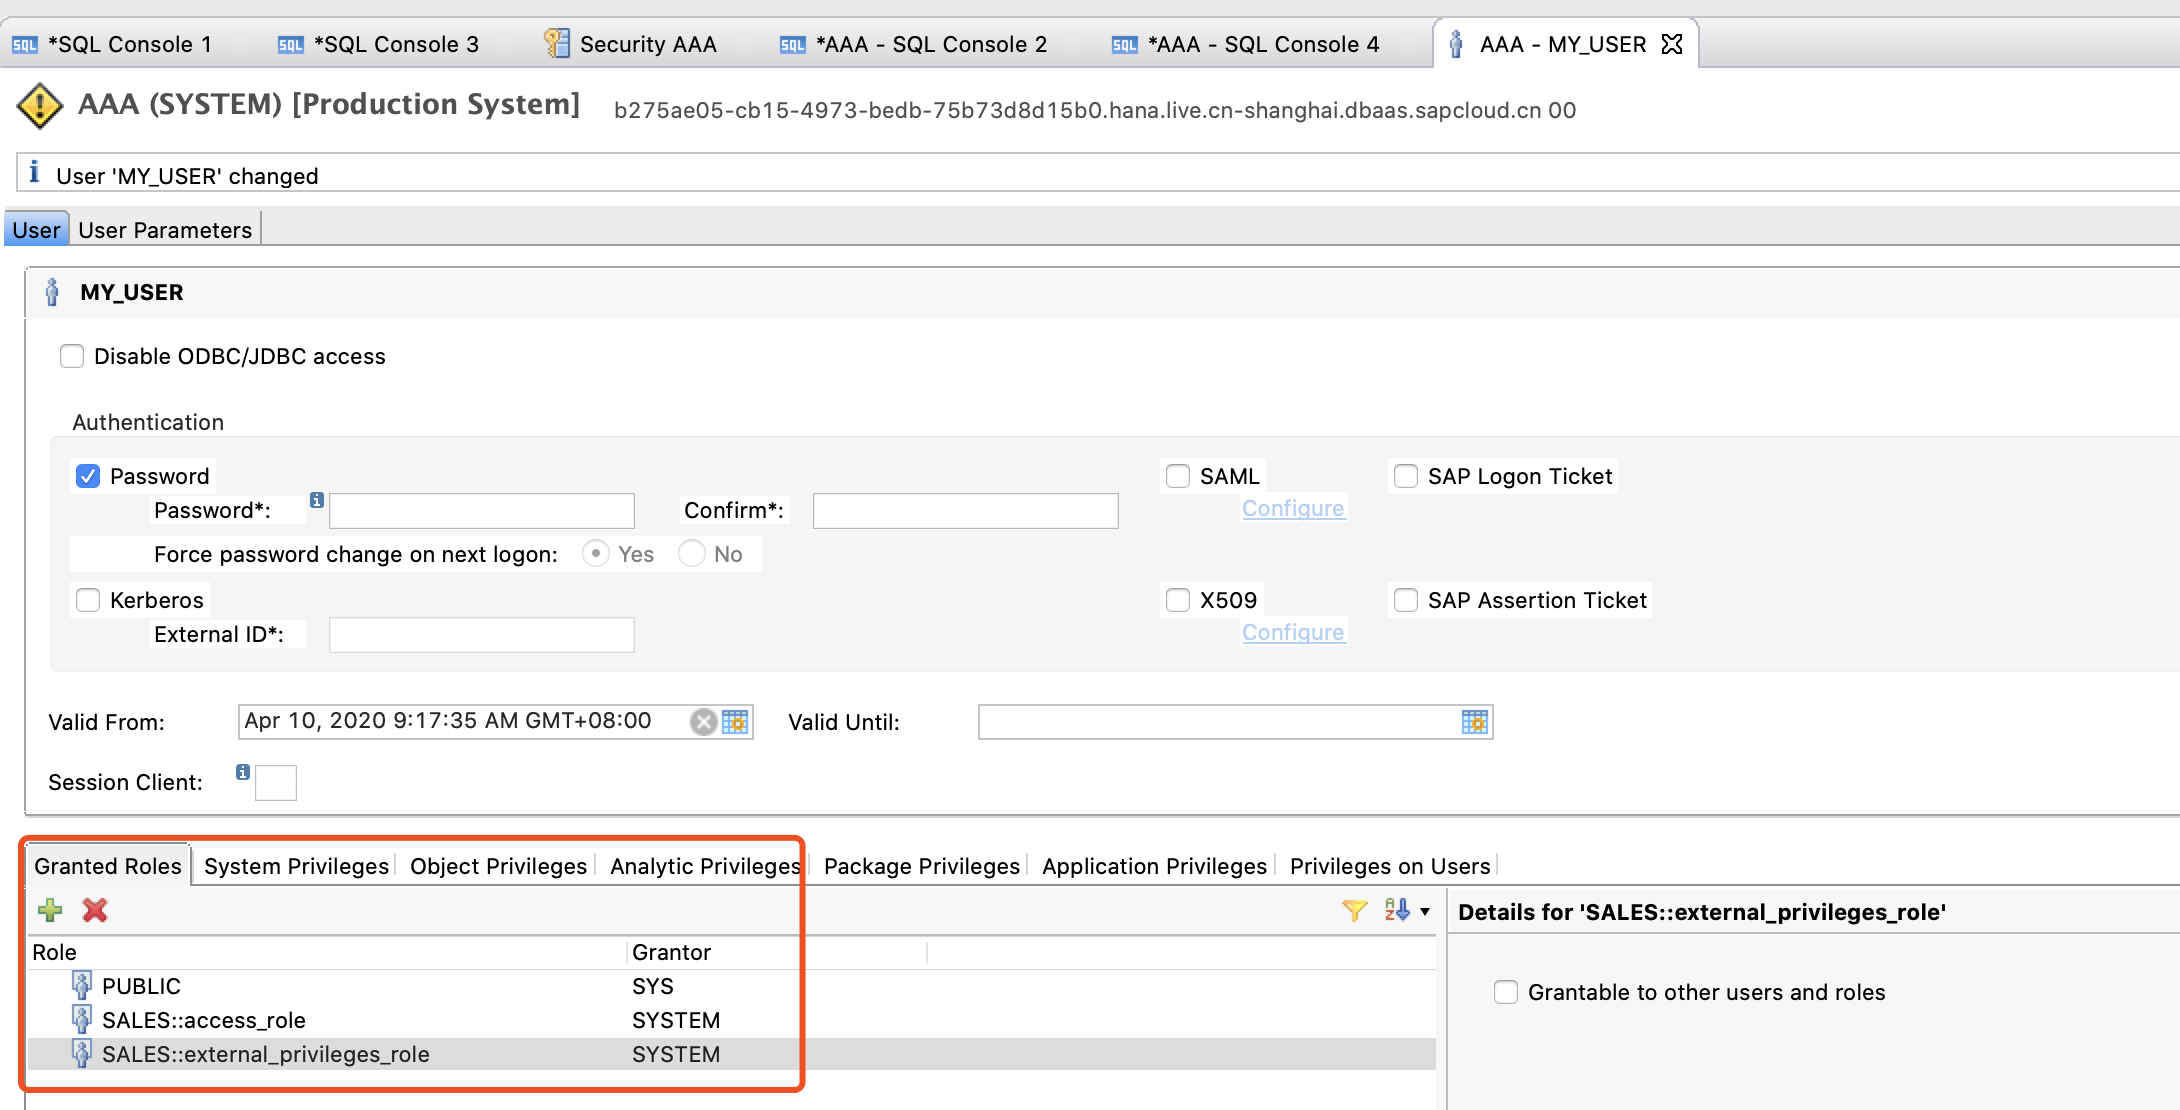 *SQL Console 1 *SQL Console 3 Security AAA *AAA - SQL Console 2 *AAA - SQL Console 4 AAA - MY_USER
AAA (SYSTEM) [Production System] b275ae05-cb15-4973-bedb-75b73d8d15b0.hana.live.cn-shanghai.dbaas.sapcloud.cn 00
User 'MY_USER' changed
User User Parameters
MY_USER
Disable ODBC/JDBC access
Authentication
Password SAML SAP Logon Ticket
Password*: Confirm*: Configure
Force password change on next logon: Yes No
Kerberos X509 SAP Assertion Ticket
External ID*: Configure
Valid From: Apr 10, 2020 9:17:35 AM GMT+08:00 Valid Until:
Session Client:
Granted Roles System Privileges Object Privileges Analytic Privileges Package Privileges Application Privileges Privileges on Users
Details for 'SALES::external_privileges_role'
Role Grantor
PUBLIC SYS
Grantable to other users and roles
SALES::access_role SYSTEM
SALES::external_privileges_role SYSTEM